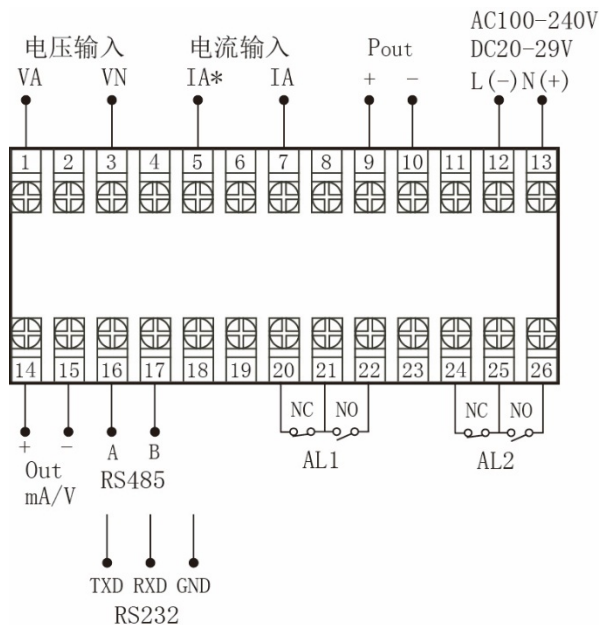 AC100-240V
电压输入 电流输入 Pout DC20-29V
VA VN IA* IA + − L(−) N(+)
1 2 3 4 5 6 7 8 9 10 11 12 13
14 15 16 17 18 19 20 21 22 23 24 25 26
NC NO NC NO
+ − A B AL1 AL2
Out RS485
mA/V
TXD RXD GND
RS232